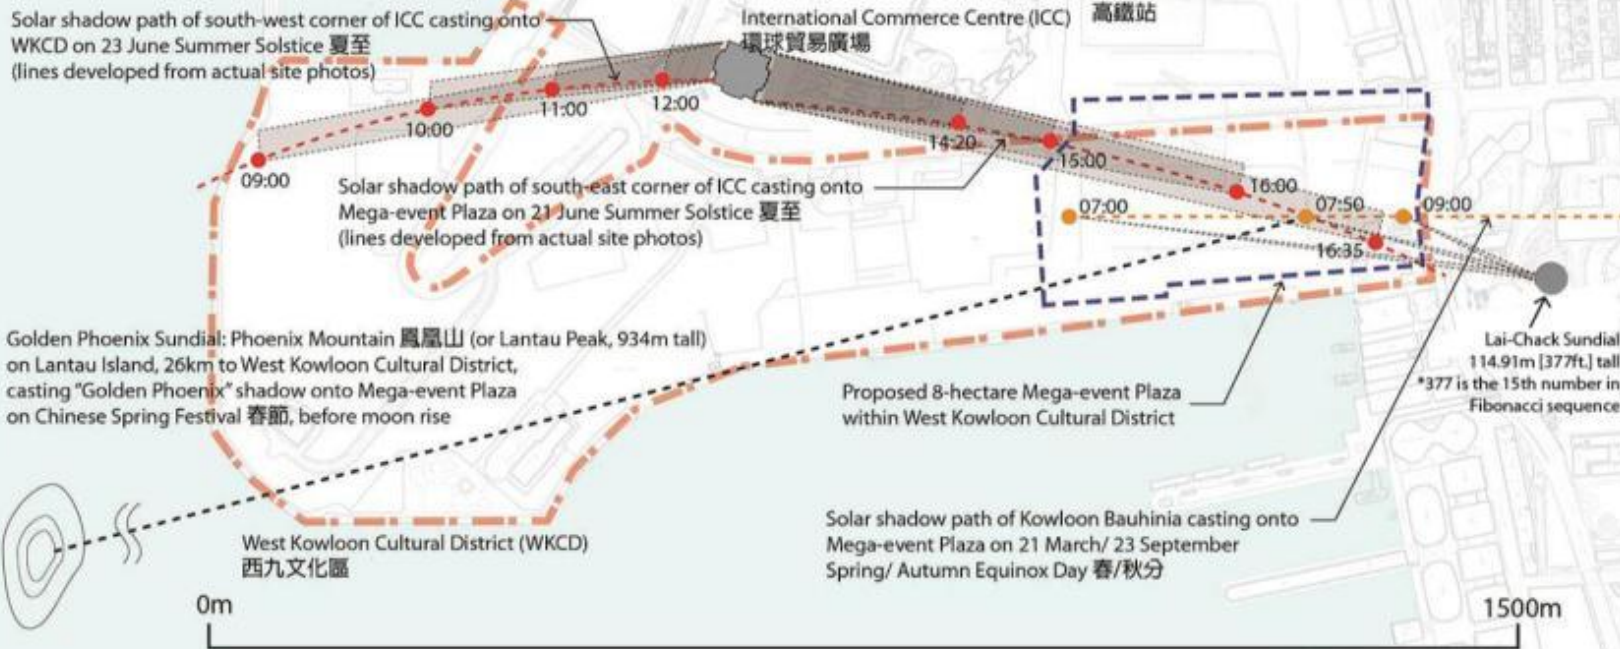 Solar shadow path of south-west corner of ICC casting onto
WKCD on 23 June Summer Solstice 夏至
(lines developed from actual site photos)
International Commerce Centre (ICC)
環球貿易廣場
高鐵站
09:00
10:00
11:00
12:00
14:20
15:00
16:00
16:35
07:00
07:50
09:00
Solar shadow path of south-east corner of ICC casting onto
Mega-event Plaza on 21 June Summer Solstice 夏至
(lines developed from actual site photos)
Golden Phoenix Sundial: Phoenix Mountain 鳳凰山 (or Lantau Peak, 934m tall)
on Lantau Island, 26km to West Kowloon Cultural District,
casting "Golden Phoenix" shadow onto Mega-event Plaza
on Chinese Spring Festival 春節, before moon rise
Lai-Chack Sundial
114.91m [377ft.] tall
*377 is the 15th number in
Fibonacci sequence
Proposed 8-hectare Mega-event Plaza
within West Kowloon Cultural District
Solar shadow path of Kowloon Bauhinia casting onto
Mega-event Plaza on 21 March/ 23 September
Spring/ Autumn Equinox Day 春/秋分
West Kowloon Cultural District (WKCD)
西九文化區
0m
1500m